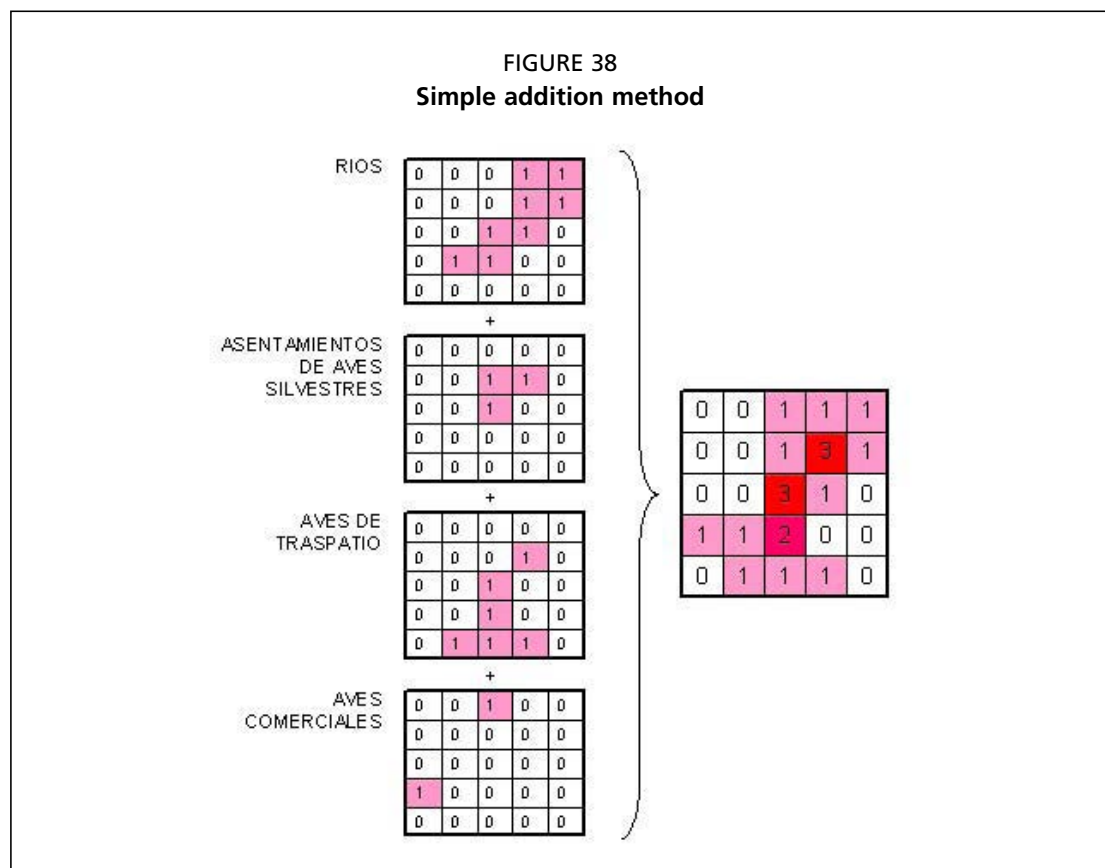 FIGURE 38
Simple addition method
RIOS
0 0 0 1 1
0 0 0 1 1
0 0 1 1 0
0 1 1 0 0
0 0 0 0 0
+
ASENTAMIENTOS
DE AVES
SILVESTRES
0 0 0 0 0
0 0 1 1 0
0 0 1 0 0
0 0 0 0 0
0 0 0 0 0
+
AVES DE
TRASPATIO
0 0 0 0 0
0 0 0 1 0
0 0 1 0 0
0 0 1 0 0
0 1 1 1 0
+
AVES
COMERCIALES
0 0 1 0 0
0 0 0 0 0
0 0 0 0 0
1 0 0 0 0
0 0 0 0 0
0 0 1 1 1
0 0 1 3 1
0 0 3 1 0
1 1 2 0 0
0 1 1 1 0